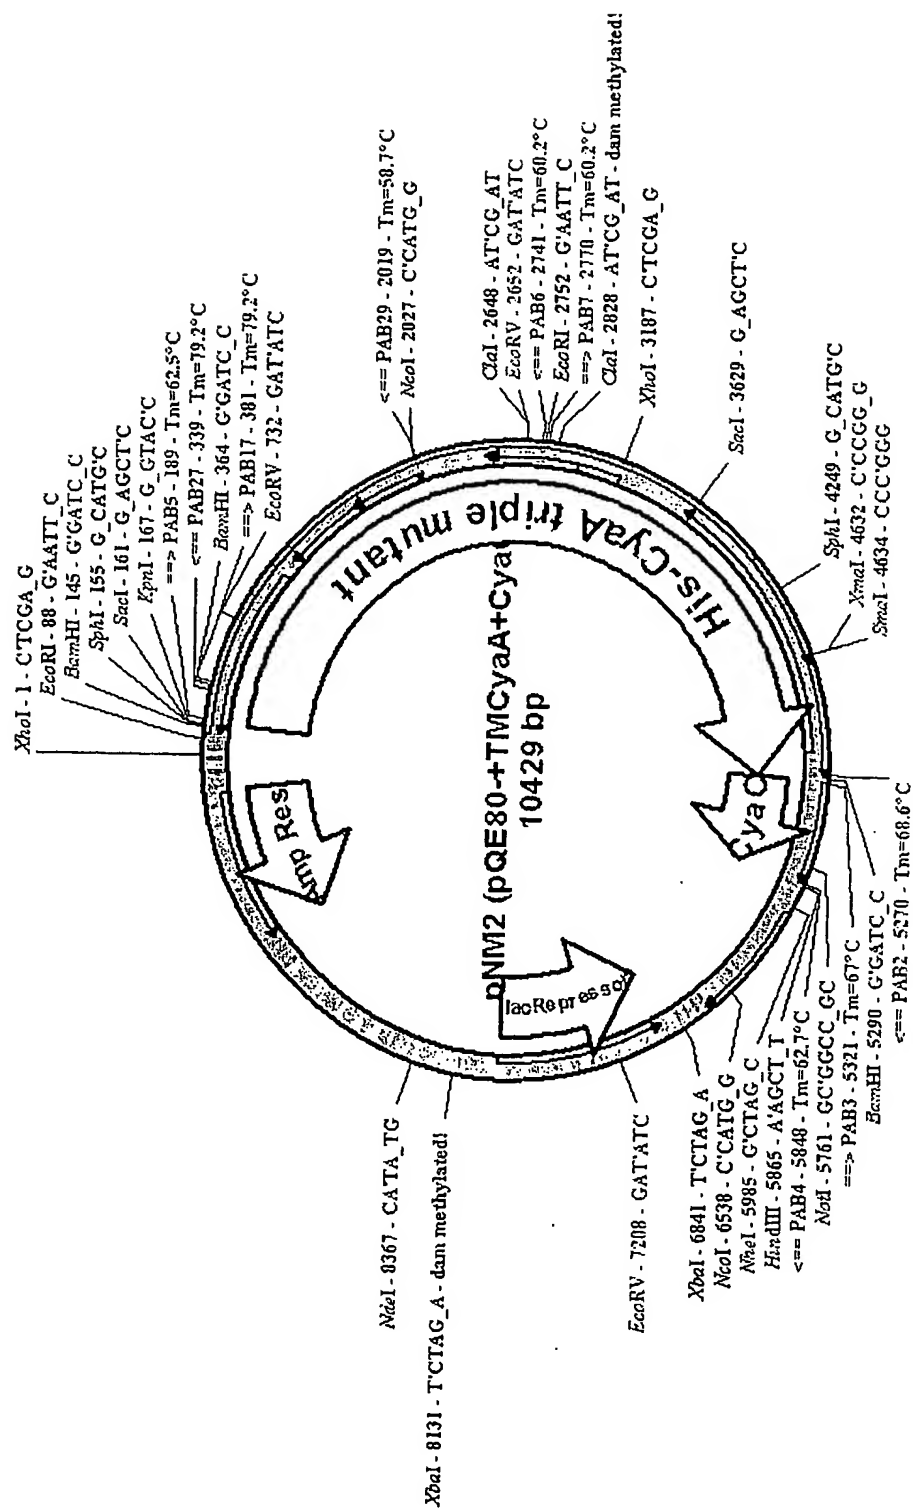 XhoI - 1 - C'TCGA_G
EcoRI - 88 - G'AATT_C
BamHI - 145 - G'GATC_C
SphI - 155 - G_CATG'C
SacI - 161 - G_AGCT'C
KpnI - 167 - G_GTAC'C
==> PAB5 - 189 - Tm=62.5°C
<== PAB27 - 339 - Tm=79.2°C
BamHI - 364 - G'GATC_C
==> PAB17 - 381 - Tm=79.2°C
EcoRV - 732 - GAT'ATC
<== PAB29 - 2019 - Tm=58.7°C
NcoI - 2027 - C'CATG_G
ClaI - 2648 - AT'CG_AT
EcoRV - 2652 - GAT'ATC
<== PAB6 - 2741 - Tm=60.2°C
EcoRI - 2752 - G'AATT_C
==> PAB7 - 2770 - Tm=60.2°C
ClaI - 2828 - AT'CG_AT - dam methylated!
XhoI - 3187 - C'TCGA_G
SacI - 3629 - G_AGCT'C
SphI - 4249 - G_CATG'C
XmaI - 4632 - C'CCGG_G
SmaI - 4634 - CCC'GGG
<== PAB2 - 5270 - Tm=68.6°C
BamHI - 5290 - G'GATC_C
==> PAB3 - 5321 - Tm=67°C
NotI - 5761 - GC'GGCC_GC
<== PAB4 - 5848 - Tm=62.7°C
HindIII - 5865 - A'AGCT_T
NheI - 5985 - G'CTAG_C
NcoI - 6538 - C'CATG_G
XbaI - 6841 - T'CTAG_A
EcoRV - 7208 - GAT'ATC
XbaI - 8131 - T'CTAG_A - dam methylated!
NdeI - 8367 - CA'TA_TG
Amp Res
His-CyaA triple mutant
CyaC
lacRepressor
pNM2 (pQE80-+TMCyaA+Cya
10429 bp